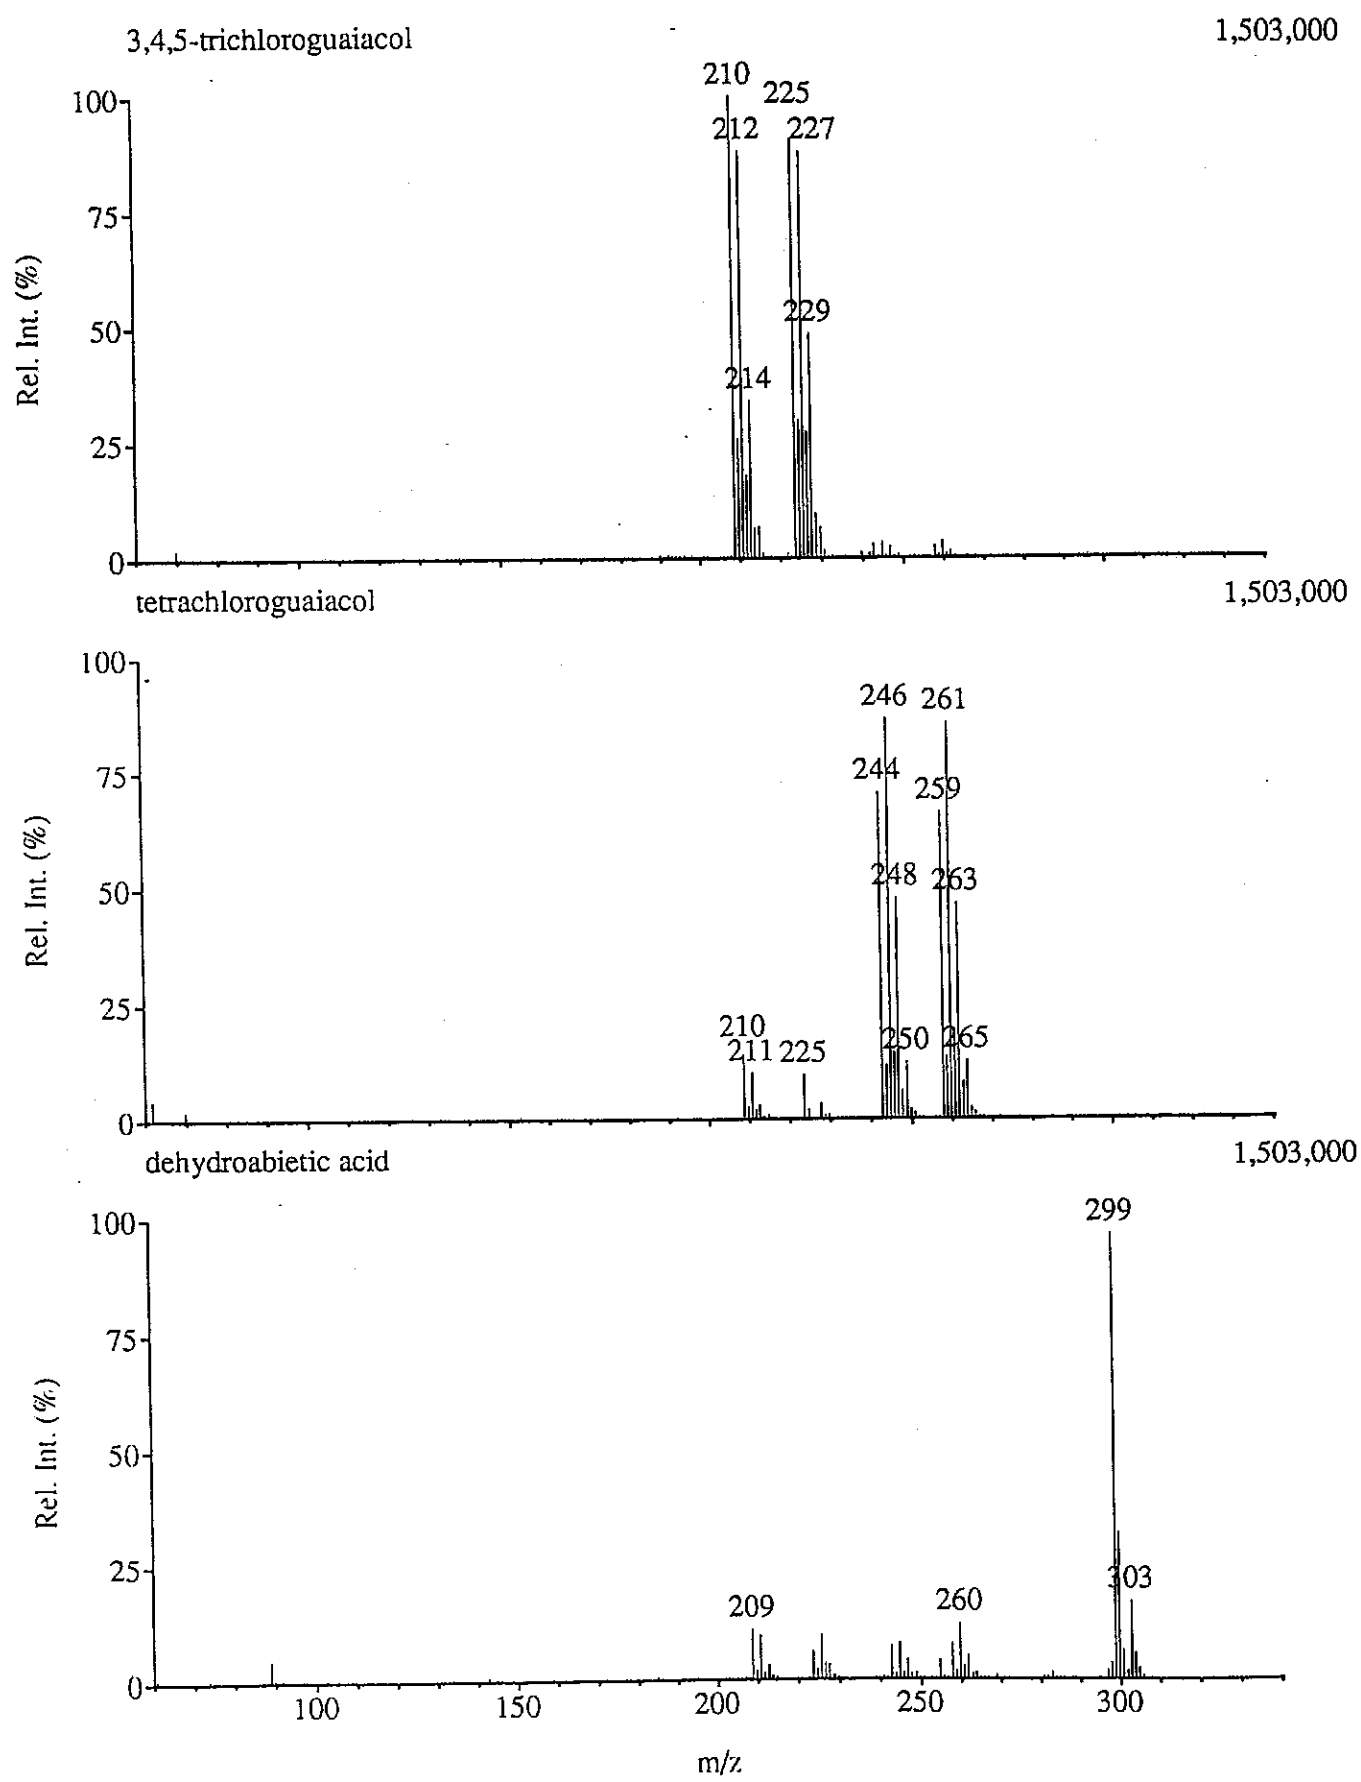 3,4,5-trichloroguaiacol 1,503,000
210 225
100
212 227
75
Rel. Int. (%)
50
229
214
25
0
tetrachloroguaiacol 1,503,000
100
246 261
75
244 259
Rel. Int. (%)
50
248 263
25
210
211 225 250 265
0
dehydroabietic acid 1,503,000
100
299
75
Rel. Int. (%)
50
25
303
209 260
0
100 150 200 250 300
m/z